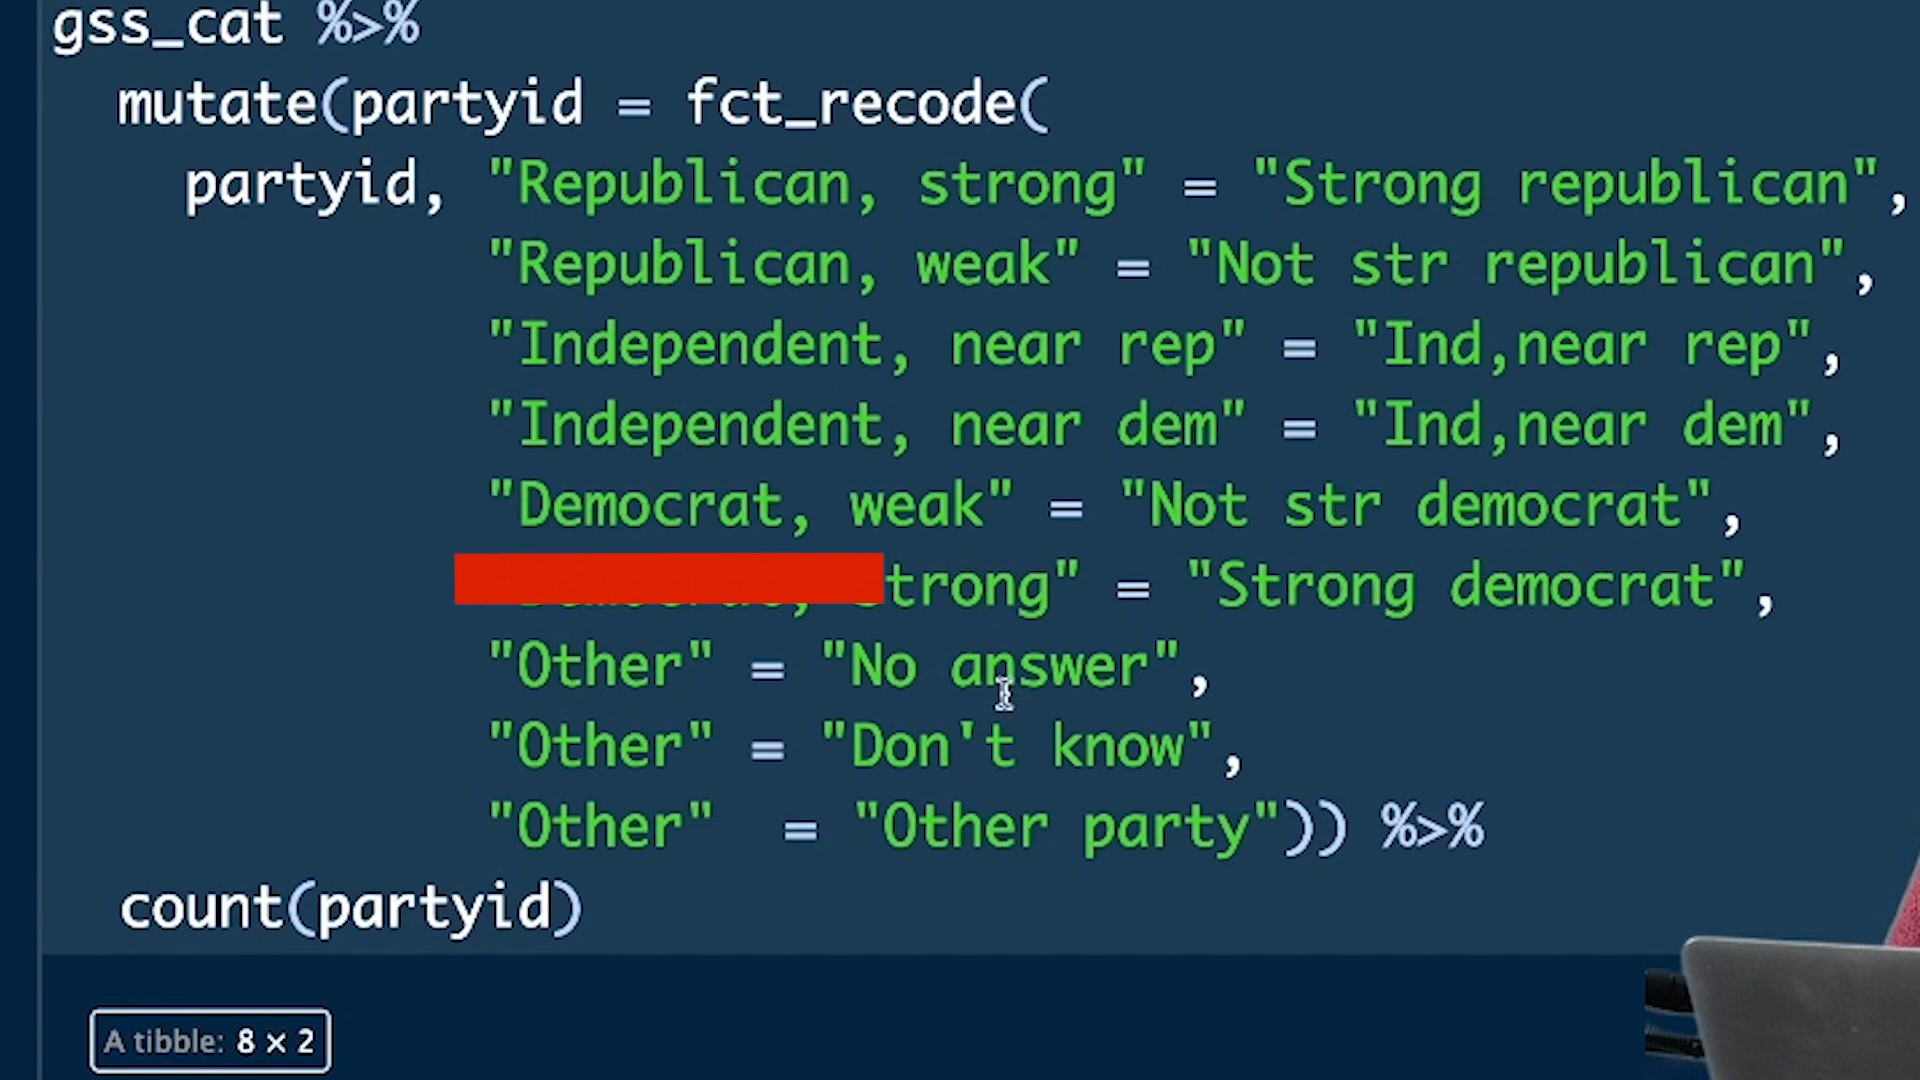 gss_cat %>%
mutate(partyid = fct_recode(
partyid, "Republican, strong" = "Strong republican",
"Republican, weak" = "Not str republican",
"Independent, near rep" = "Ind,near rep",
"Independent, near dem" = "Ind,near dem",
"Democrat, weak" = "Not str democrat",
trong" = "Strong democrat",
"Other" = "No answer",
"Other" = "Don't know",
"Other"  = "Other party")) %>%
count(partyid)
A tibble: 8 × 2